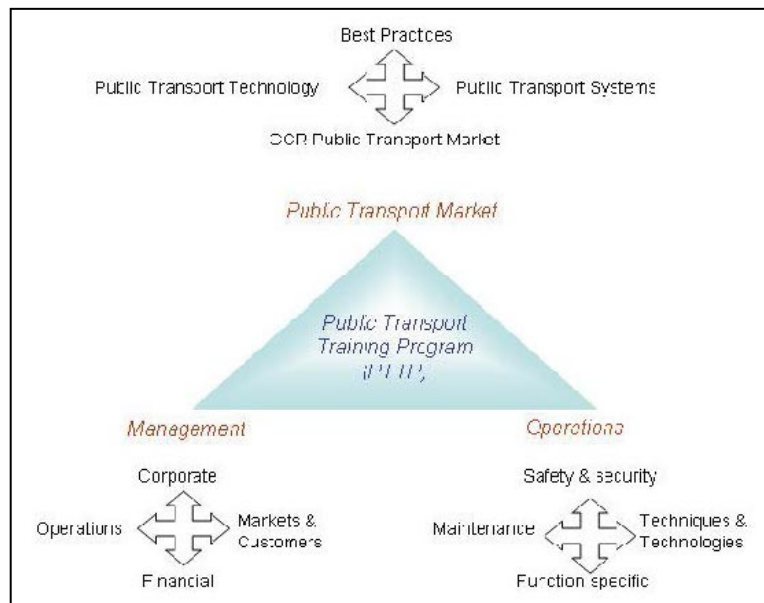 Best Practices
Public Transport Technology
Public Transport Systems
Public Transport Market
Public Transport Market
Public Transport
Training Program
Management
Operations
Corporate
Operations
Markets &
Customers
Financial
Safety & security
Maintenance
Techniques &
Technologies
Function specific